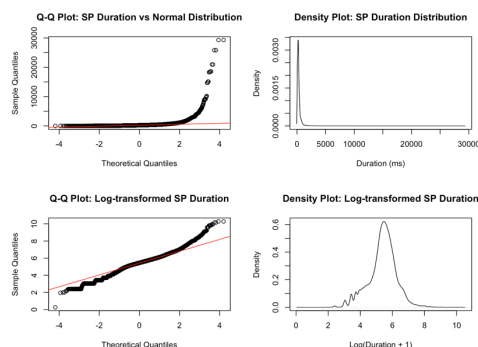 Q-Q Plot: SP Duration vs Normal Distribution
Sample Quantiles
0 10000 20000 30000
-4 -2 0 2 4
Theoretical Quantiles
Density Plot: SP Duration Distribution
Density
0.0000 0.0015 0.0030
0 5000 10000 15000 20000 30000
Duration (ms)
Q-Q Plot: Log-transformed SP Duration
Sample Quantiles
0 2 4 6 8 10
-4 -2 0 2 4
Theoretical Quantiles
Density Plot: Log-transformed SP Duration
Density
0.0 0.2 0.4 0.6
0 2 4 6 8 10
Log(Duration + 1)